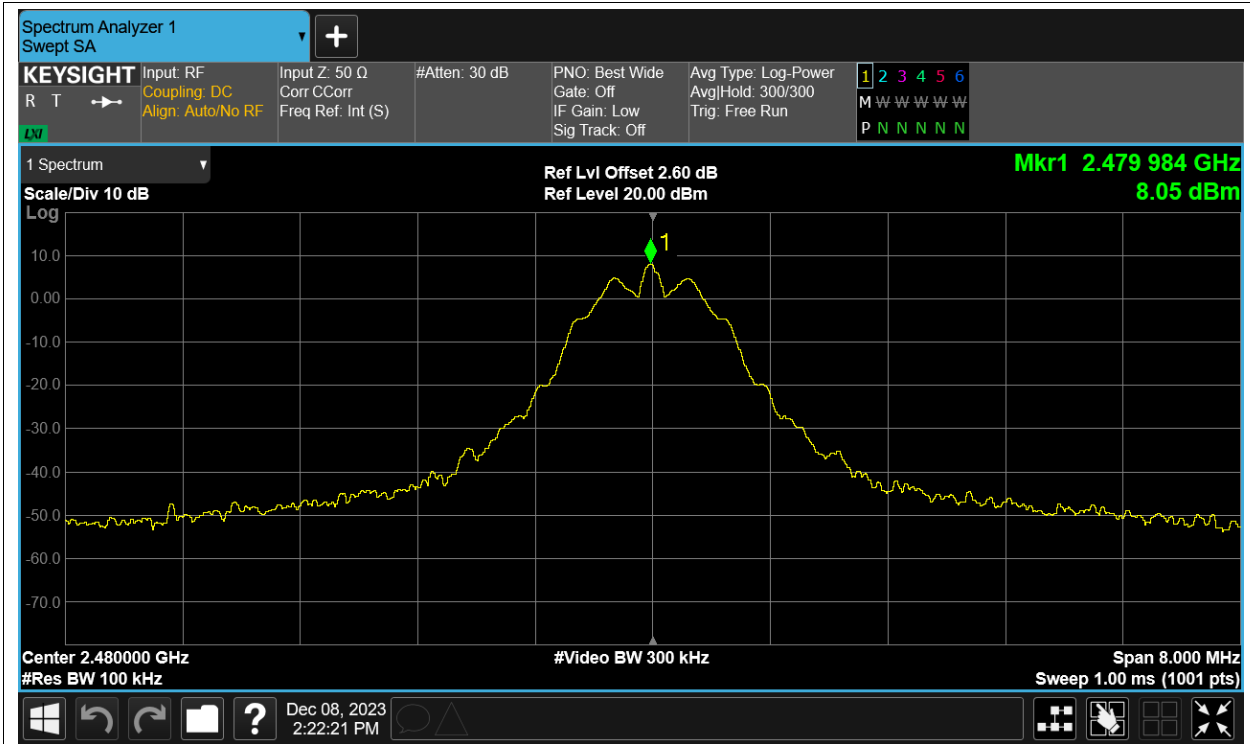 Spectrum Analyzer 1
Swept SA
KEYSIGHT
R T
LXI
Input: RF
Coupling: DC
Align: Auto/No RF
Input Z: 50 Ω
Corr CCorr
Freq Ref: Int (S)
#Atten: 30 dB
PNO: Best Wide
Gate: Off
IF Gain: Low
Sig Track: Off
Avg Type: Log-Power
Avg|Hold: 300/300
Trig: Free Run
1 2 3 4 5 6
M W W W W W
P N N N N N
1 Spectrum
Scale/Div 10 dB
Log
Ref Lvl Offset 2.60 dB
Ref Level 20.00 dBm
Mkr1 2.479 984 GHz
8.05 dBm
1
10.0
0.00
-10.0
-20.0
-30.0
-40.0
-50.0
-60.0
-70.0
Center 2.480000 GHz
#Res BW 100 kHz
#Video BW 300 kHz
Span 8.000 MHz
Sweep 1.00 ms (1001 pts)
?
Dec 08, 2023
2:22:21 PM